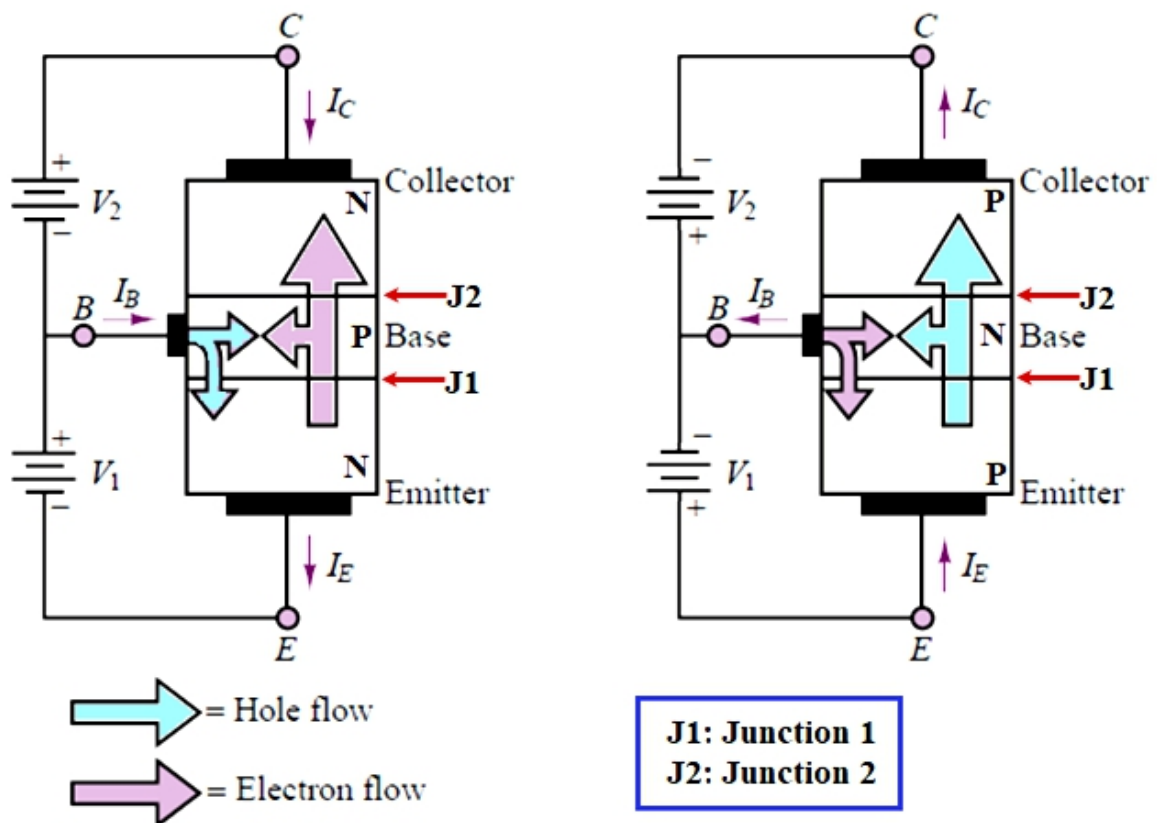 C
I_C
+
V_2
−
Collector
N
J2
B
I_B
P
Base
J1
+
V_1
−
N
Emitter
I_E
E
C
I_C
−
V_2
+
Collector
P
J2
B
I_B
N
Base
J1
−
V_1
+
P
Emitter
I_E
E
= Hole flow
= Electron flow
J1: Junction 1
J2: Junction 2